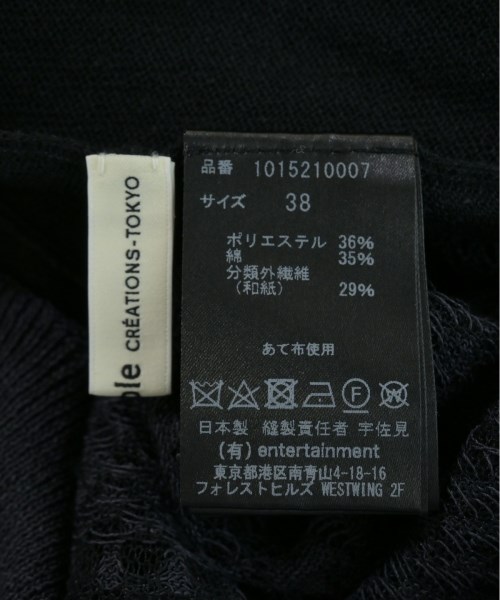 ble CRÉATIONS-TOKYO
品番 1015210007
サイズ 38
ポリエステル 36%
綿 35%
分類外繊維
(和紙) 29%
あて布使用
日本製 縫製責任者 宇佐見
(有) entertainment
東京都港区南青山4-18-16
フォレストヒルズ WESTWING 2F